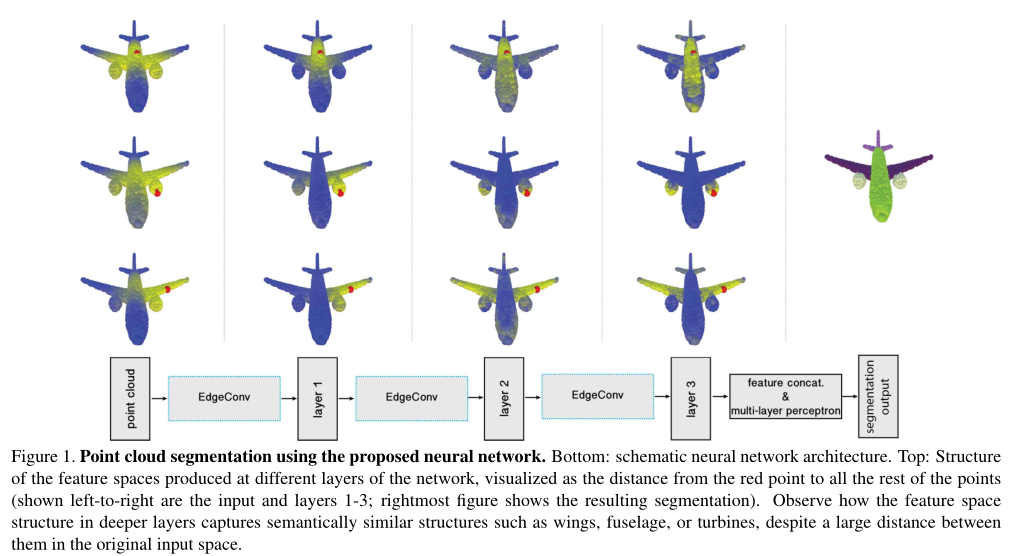 point cloud
EdgeConv
layer 1
EdgeConv
layer 2
EdgeConv
layer 3
feature concat.
&
multi-layer perceptron
segmentation
output
Figure 1. Point cloud segmentation using the proposed neural network. Bottom: schematic neural network architecture. Top: Structure
of the feature spaces produced at different layers of the network, visualized as the distance from the red point to all the rest of the points
(shown left-to-right are the input and layers 1-3; rightmost figure shows the resulting segmentation). Observe how the feature space
structure in deeper layers captures semantically similar structures such as wings, fuselage, or turbines, despite a large distance between
them in the original input space.